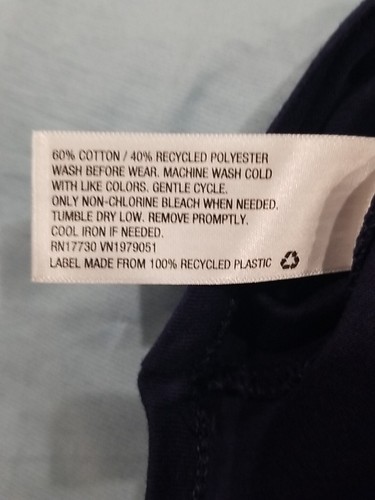 60% COTTON / 40% RECYCLED POLYESTER
WASH BEFORE WEAR. MACHINE WASH COLD
WITH LIKE COLORS. GENTLE CYCLE.
ONLY NON-CHLORINE BLEACH WHEN NEEDED.
TUMBLE DRY LOW. REMOVE PROMPTLY.
COOL IRON IF NEEDED.
RN17730 VN1979051
LABEL MADE FROM 100% RECYCLED PLASTIC